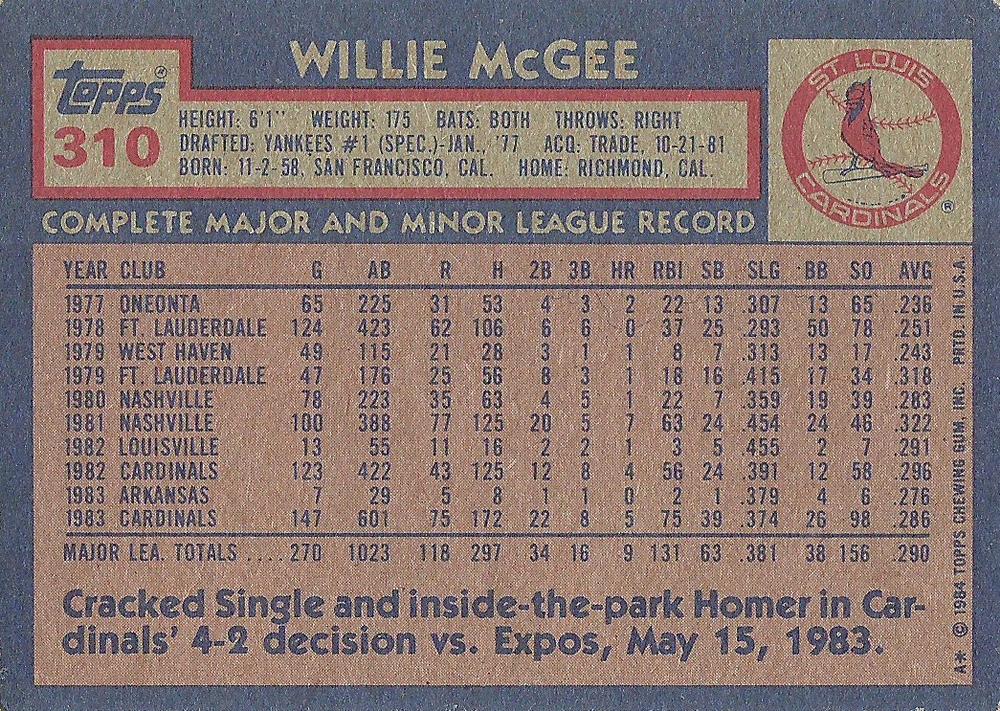 WILLIE McGEE
Topps®
310
HEIGHT: 6'1" WEIGHT: 175 BATS: BOTH THROWS: RIGHT
DRAFTED: YANKEES #1 (SPEC.)-JAN., '77 ACQ: TRADE, 10-21-81
BORN: 11-2-58, SAN FRANCISCO, CAL. HOME: RICHMOND, CAL.
ST. LOUIS
CARDINALS ®
COMPLETE MAJOR AND MINOR LEAGUE RECORD
YEAR CLUB G AB R H 2B 3B HR RBI SB SLG BB SO AVG
1977 ONEONTA 65 225 31 53 4 3 2 22 13 .307 13 65 .236
1978 FT. LAUDERDALE 124 423 62 106 6 6 0 37 25 .293 50 78 .251
1979 WEST HAVEN 49 115 21 28 3 1 1 8 7 .313 13 17 .243
1979 FT. LAUDERDALE 47 176 25 56 8 3 1 18 16 .415 17 34 .318
1980 NASHVILLE 78 223 35 63 4 5 1 22 7 .359 19 39 .283
1981 NASHVILLE 100 388 77 125 20 5 7 63 24 .454 24 46 .322
1982 LOUISVILLE 13 55 11 16 2 2 1 3 5 .455 2 7 .291
1982 CARDINALS 123 422 43 125 12 8 4 56 24 .391 12 58 .296
1983 ARKANSAS 7 29 5 8 1 1 0 2 1 .379 4 6 .276
1983 CARDINALS 147 601 75 172 22 8 5 75 39 .374 26 98 .286
MAJOR LEA. TOTALS ..... 270 1023 118 297 34 16 9 131 63 .381 38 156 .290
Cracked Single and inside-the-park Homer in Car-
dinals' 4-2 decision vs. Expos, May 15, 1983.
A* © 1984 TOPPS CHEWING GUM, INC. PRTD. IN U.S.A.